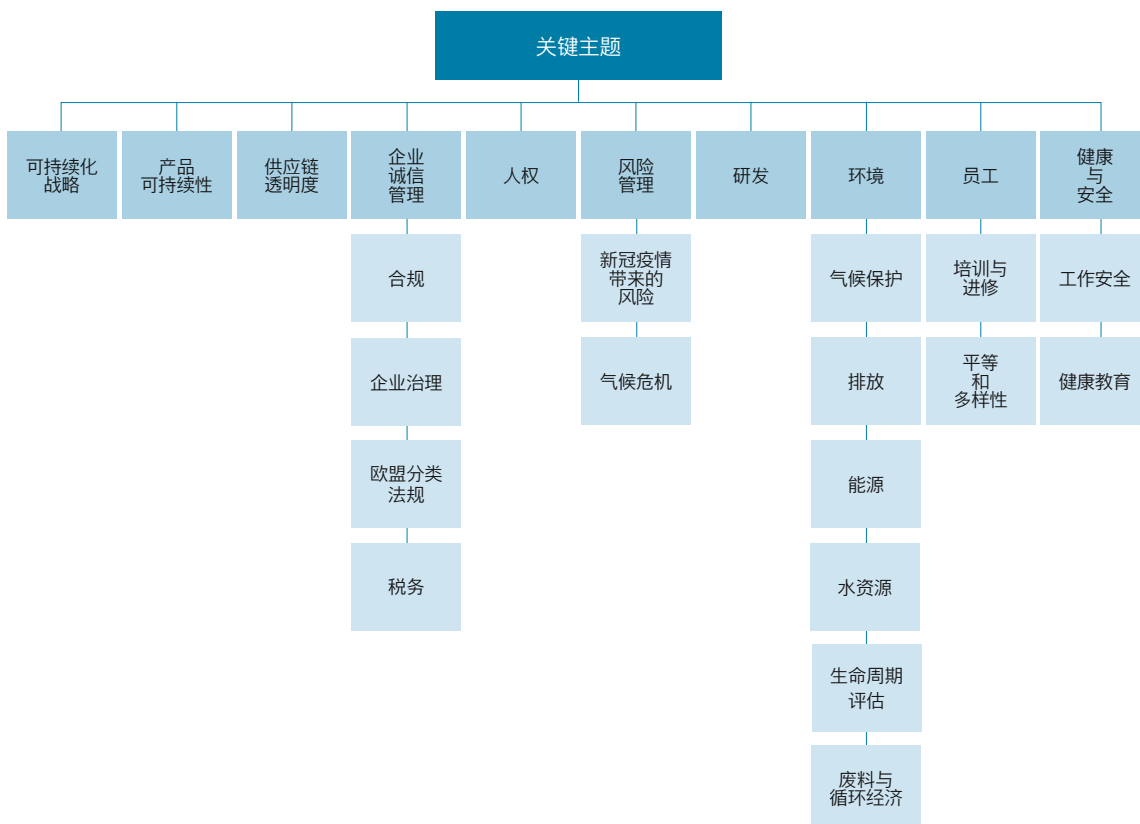 关键主题
可持续化
战略
产品
可持续性
供应链
透明度
企业
诚信
管理
人权
风险
管理
研发
环境
员工
健康
与
安全
合规
新冠疫情
带来的
风险
气候保护
培训与
进修
工作安全
企业治理
气候危机
排放
平等
和
多样性
健康教育
欧盟分类
法规
能源
税务
水资源
生命周期
评估
废料与
循环经济